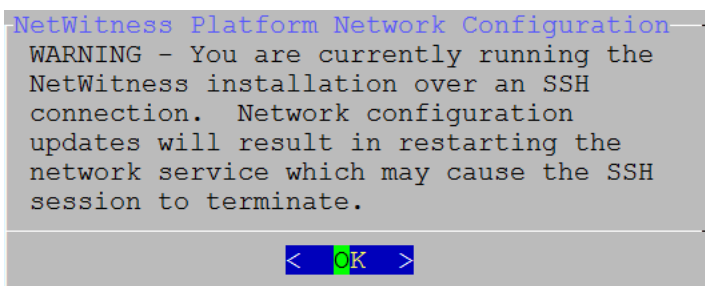 NetWitness Platform Network Configuration
WARNING - You are currently running the
NetWitness installation over an SSH
connection.  Network configuration
updates will result in restarting the
network service which may cause the SSH
session to terminate.
<  OK  >